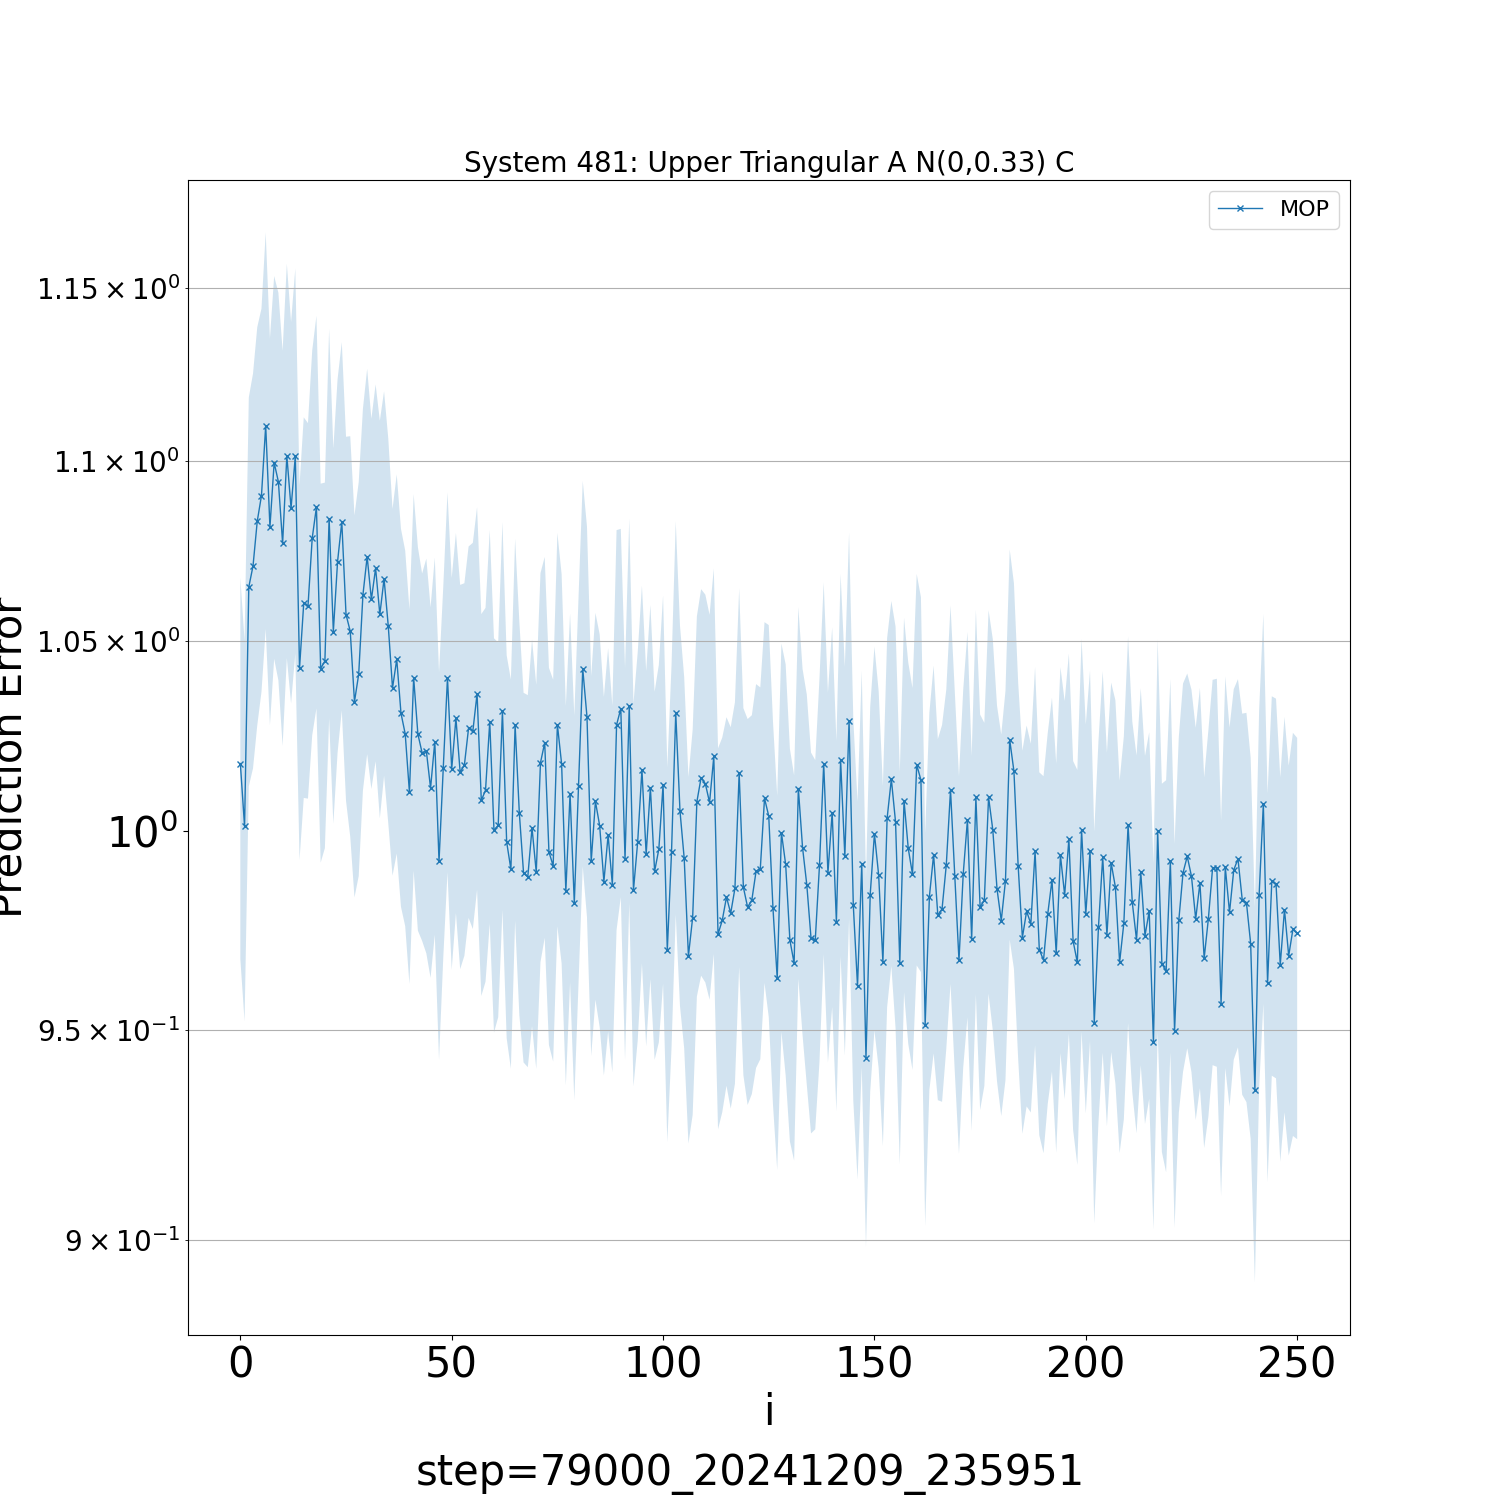 System 481: Upper Triangular A N(0,0.33) C
MOP
1.15 × 10⁰
1.1 × 10⁰
1.05 × 10⁰
10⁰
9.5 × 10⁻¹
9 × 10⁻¹
Prediction Error
0 50 100 150 200 250
i
step=79000_20241209_235951